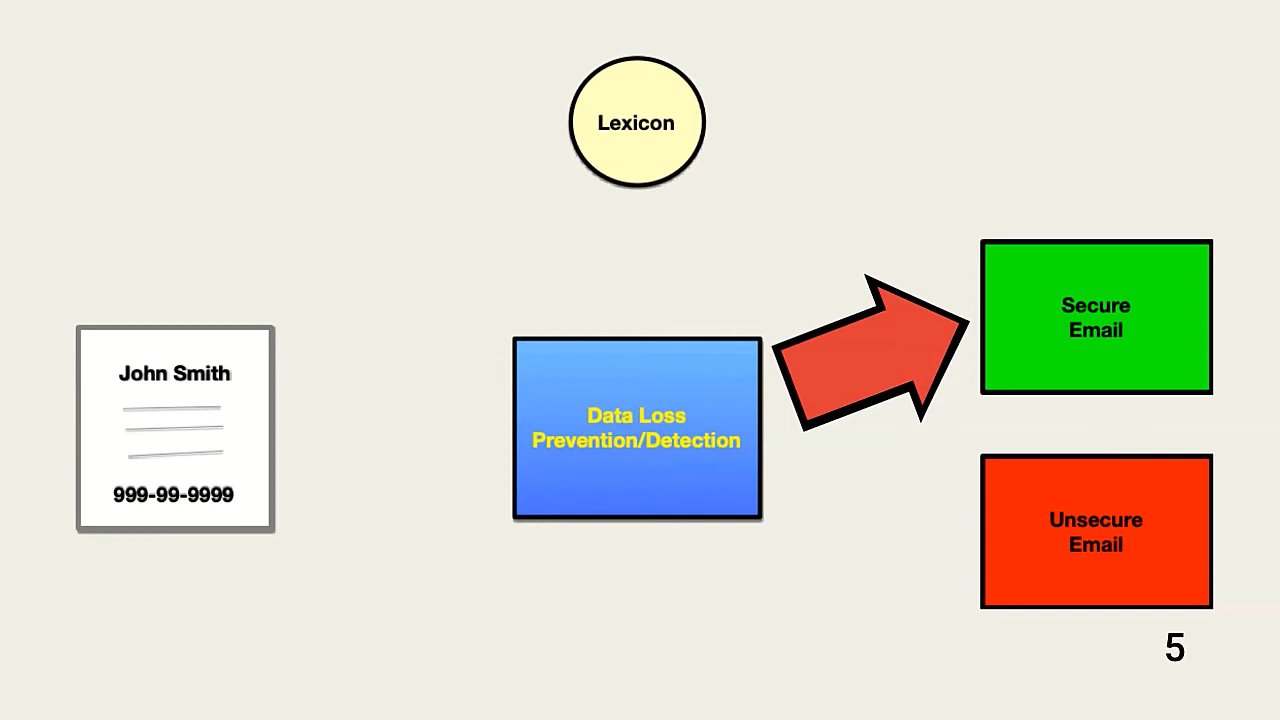 Lexicon
John Smith
999-99-9999
Data Loss
Prevention/Detection
Secure
Email
Unsecure
Email
5